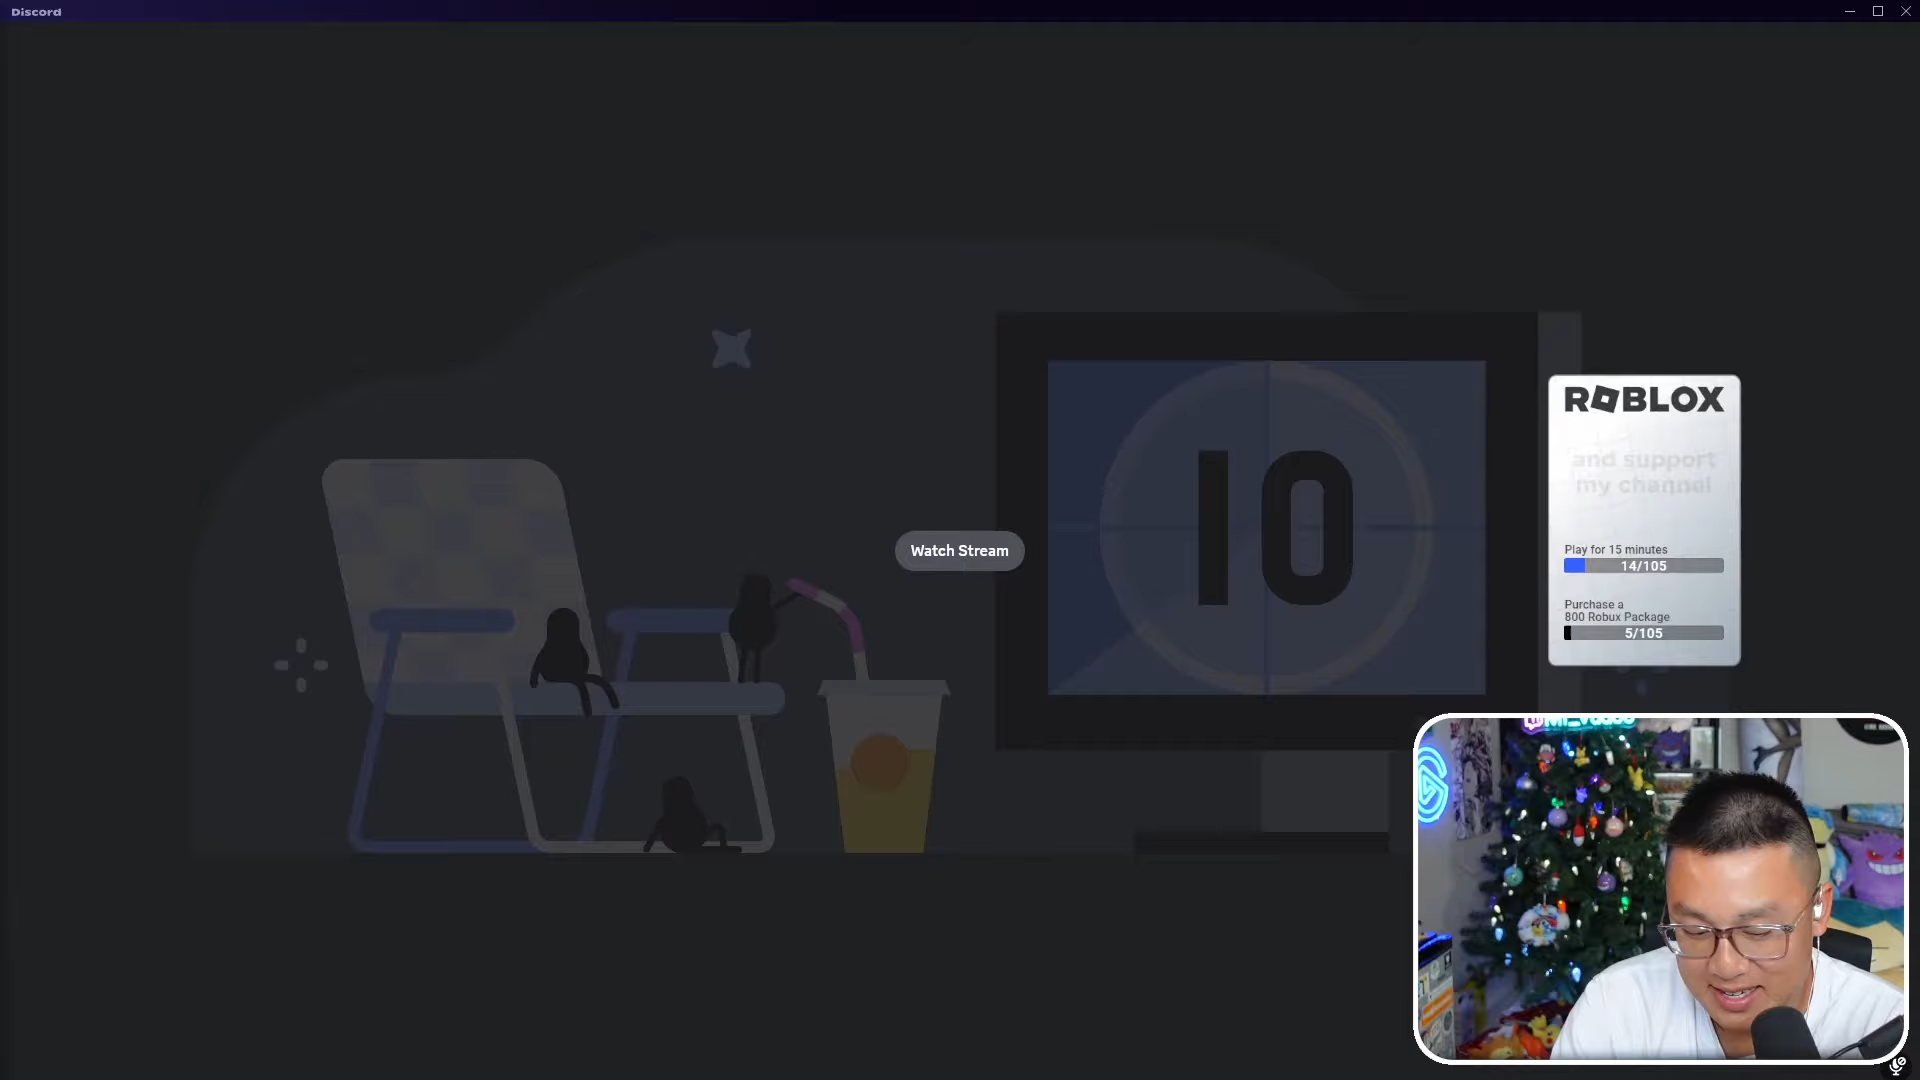 Discord
10
Watch Stream
ROBLOX
and support
my channel
Play for 15 minutes
14/105
Purchase a
800 Robux Package
5/105